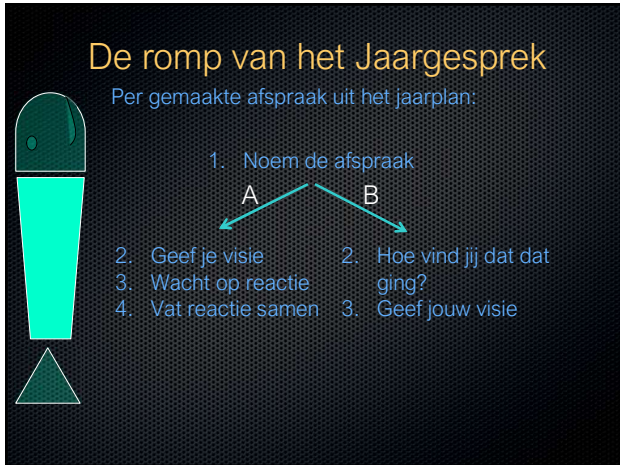 De romp van het Jaargesprek
Per gemaakte afspraak uit het jaarplan:
1. Noem de afspraak
A
B
2. Geef je visie
3. Wacht op reactie
4. Vat reactie samen
2. Hoe vind jij dat dat
ging?
3. Geef jouw visie